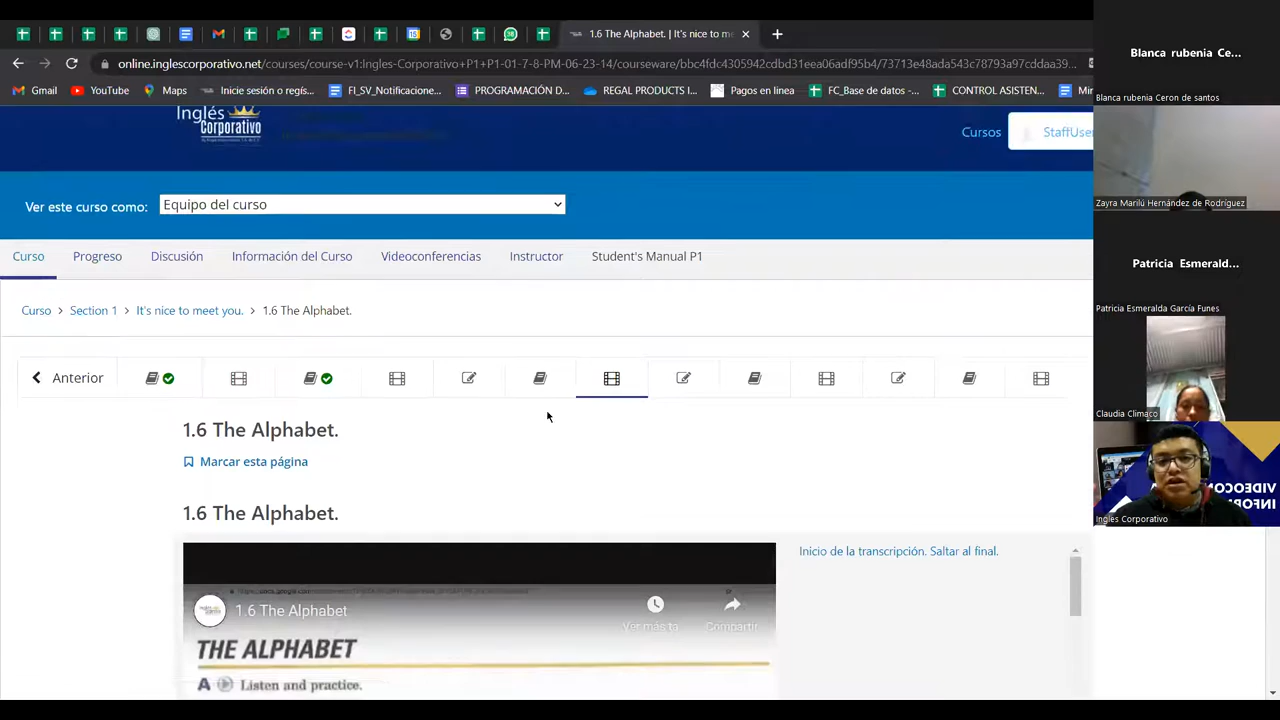 1.6 The Alphabet. | It's nice to m
online.inglescorporativo.net/courses/course-v1:Ingles-Corporativo+P1+P1-01-7-8-PM-06-23-14/courseware/bbc4fdc4305942cdbd31eea06adf95b4/73713e48ada543c78793a97cddaa39...
Gmail
YouTube
Maps
Inicie sesión o regís...
FI_SV_Notificacione...
PROGRAMACIÓN D...
REGAL PRODUCTS I...
Pagos en linea
FC_Base de datos -...
CONTROL ASISTEN...
Inglés
Corporativo
Cursos
StaffUser
Ver este curso como:
Equipo del curso
Curso
Progreso
Discusión
Información del Curso
Videoconferencias
Instructor
Student's Manual P1
Curso > Section 1 > It's nice to meet you. > 1.6 The Alphabet.
Anterior
1.6 The Alphabet.
Marcar esta página
1.6 The Alphabet.
Inicio de la transcripción. Saltar al final.
1.6 The Alphabet
Ver más ta
Compartir
THE ALPHABET
A Listen and practice.
Blanca rubenia Ce...
Blanca rubenia Ceron de santos
Zayra Marilú Hernández de Rodríguez
Patricia Esmerald...
Patricia Esmeralda García Funes
Claudia Climaco
Ingles Corporativo